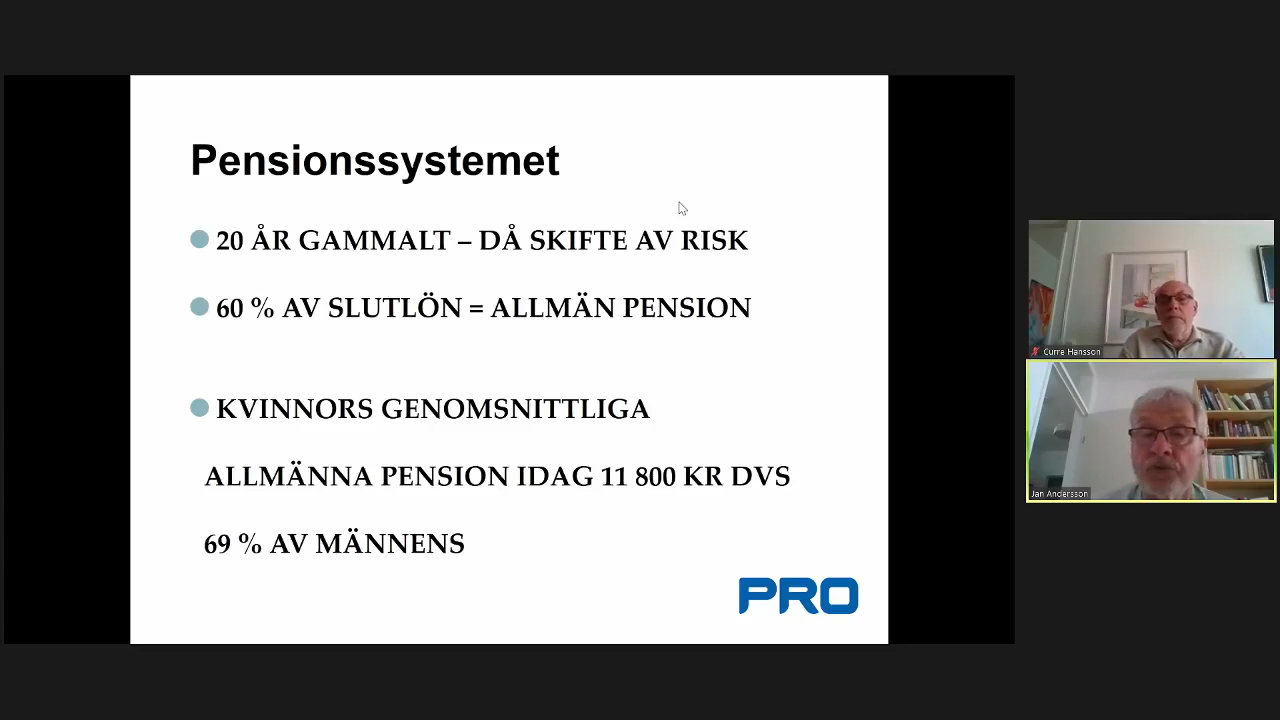 Pensionssystemet
20 ÅR GAMMALT – DÅ SKIFTE AV RISK
60 % AV SLUTLÖN = ALLMÄN PENSION
KVINNORS GENOMSNITTLIGA
ALLMÄNNA PENSION IDAG 11 800 KR DVS
69 % AV MÄNNENS
PRO
Curre Hansson
Jan Andersson